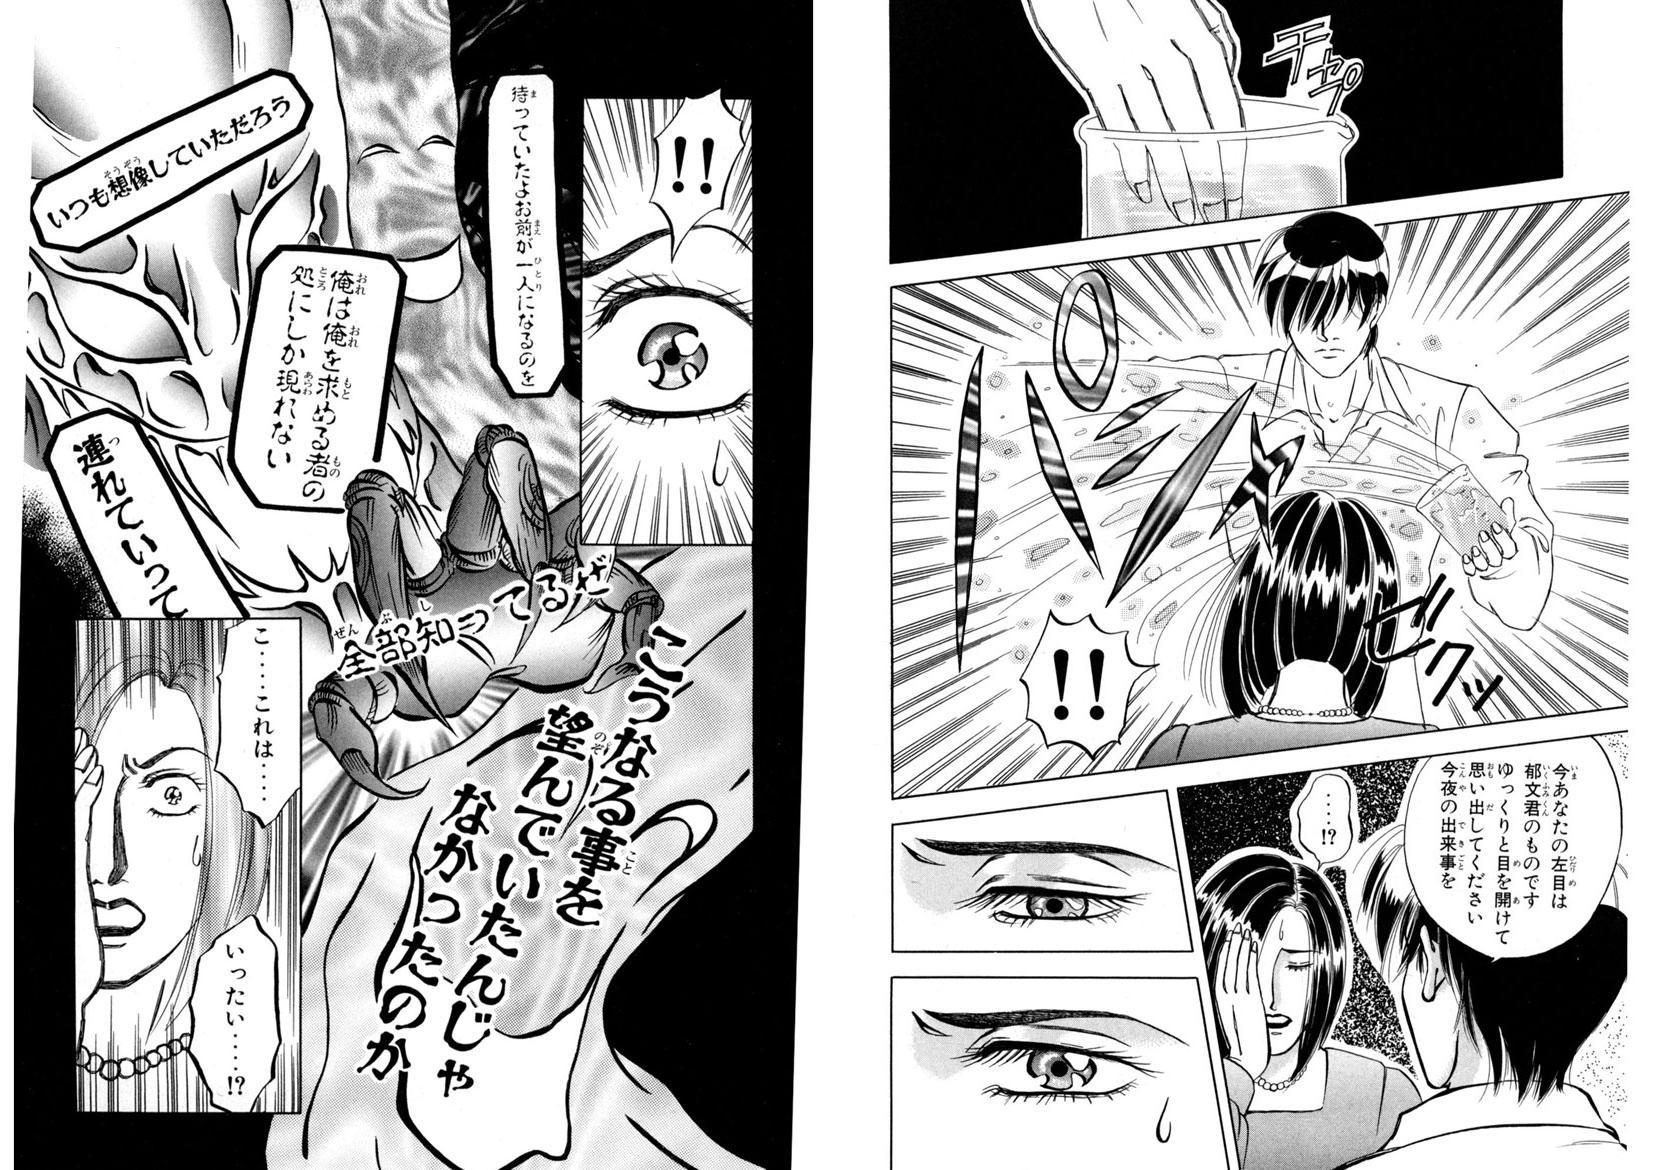 チャプ
パシャ
ビクッ
!!
今あなたの左目は
郁文君のものです
ゆっくりと目を開けて
思い出してください
今夜の出来事を
・・・・!?
!!
待っていたよお前が一人になるのを
俺は俺を求める者の
処にしか現れない
いつも想像していただろう
連れていって
全部知ってるぜ
こうなる事を
望んでいたんじゃ
なかったのか
こ・・・・これは・・・・
いったい・・・・!?